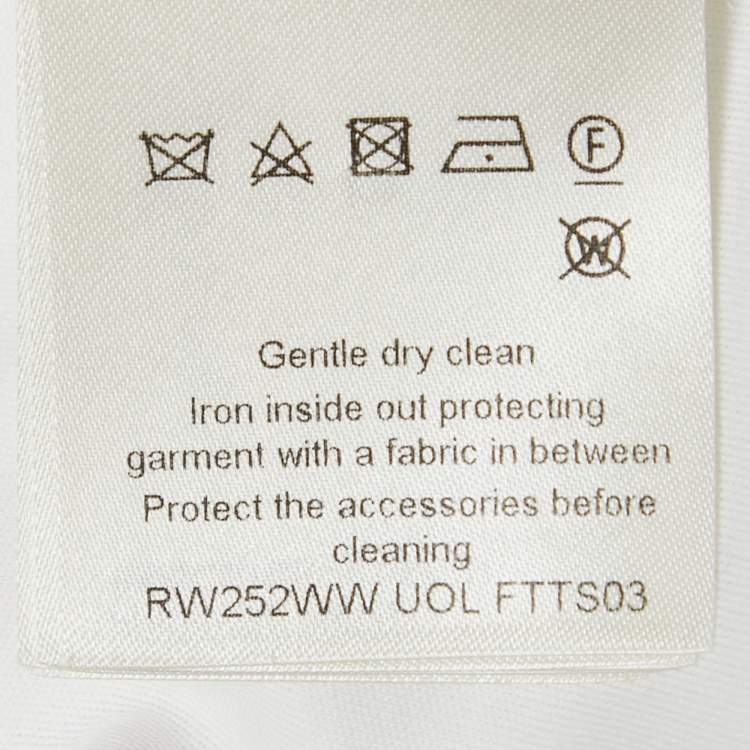 F
W
Gentle dry clean
Iron inside out protecting
garment with a fabric in between
Protect the accessories before
cleaning
RW252WW UOL FTTS03